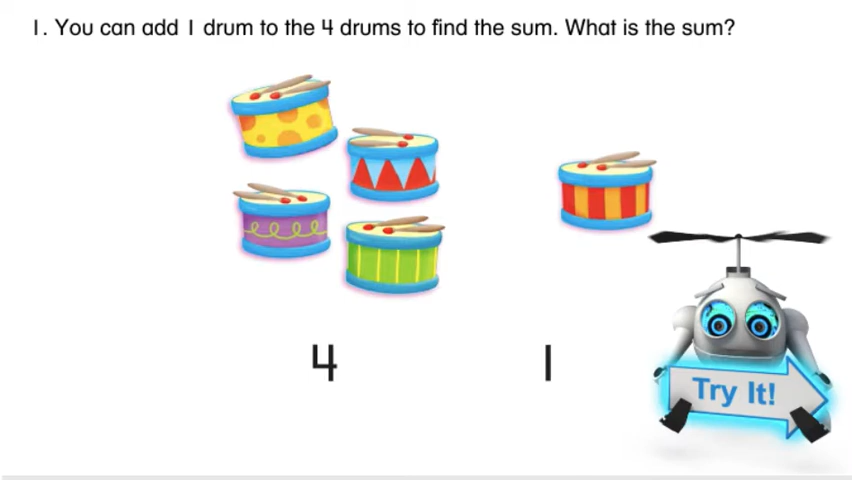 1. You can add 1 drum to the 4 drums to find the sum. What is the sum?
4 1
Try It!